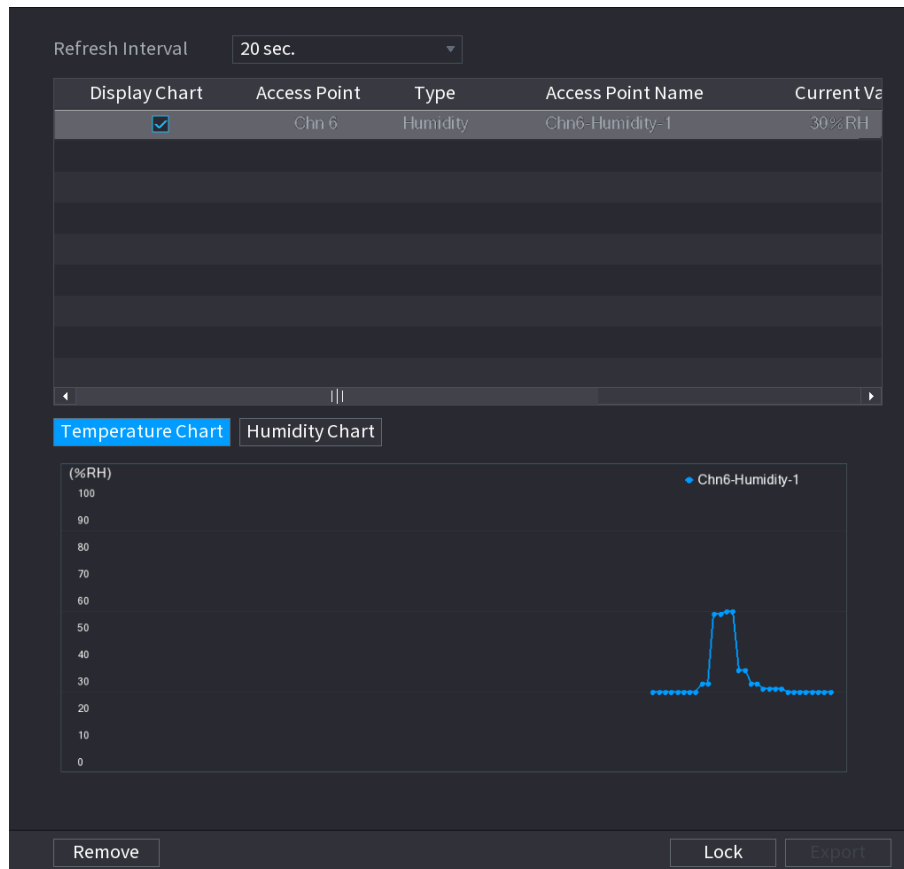 Refresh Interval 20 sec.
Display Chart Access Point Type Access Point Name Current Va
Chn 6 Humidity Chn6-Humidity-1 30%RH
Temperature Chart Humidity Chart
(%RH)
Chn6-Humidity-1
100
90
80
70
60
50
40
30
20
10
0
Remove Lock Export